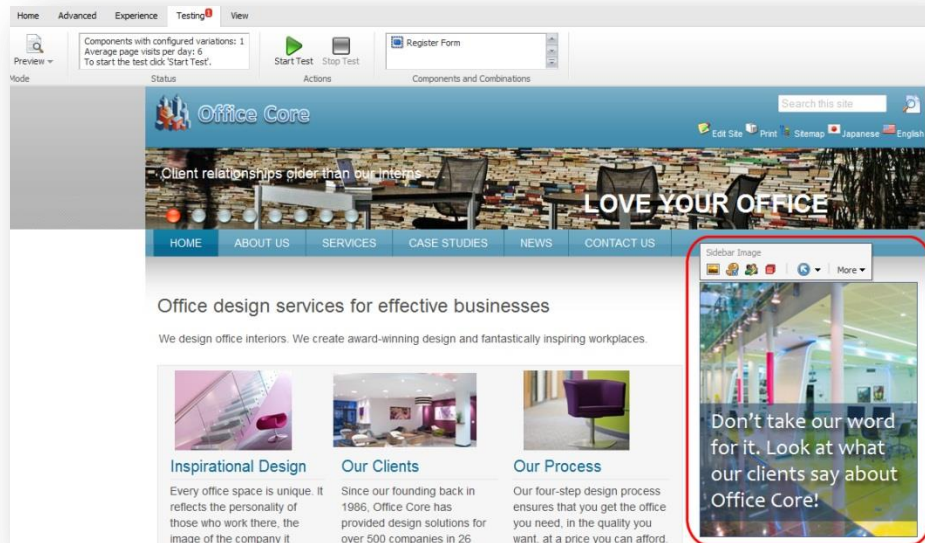 Home Advanced Experience Testing 1 View
Preview
Mode
Components with configured variations: 1
Average page visits per day: 6
To start the test click 'Start Test'.
Status
Start Test Stop Test
Actions
Register Form
Components and Combinations
Office Core
Search this site
Edit Site Print Sitemap Japanese English
Client relationships older than our interns
LOVE YOUR OFFICE
HOME ABOUT US SERVICES CASE STUDIES NEWS CONTACT US
Sidebar Image
More
Office design services for effective businesses
We design office interiors. We create award-winning design and fantastically inspiring workplaces.
Inspirational Design
Every office space is unique. It
reflects the personality of
those who work there, the
image of the company it
Our Clients
Since our founding back in
1986, Office Core has
provided design solutions for
over 500 companies in 26
Our Process
Our four-step design process
ensures that you get the office
you need, in the quality you
want, at a price you can afford.
Don't take our word
for it. Look at what
our clients say about
Office Core!